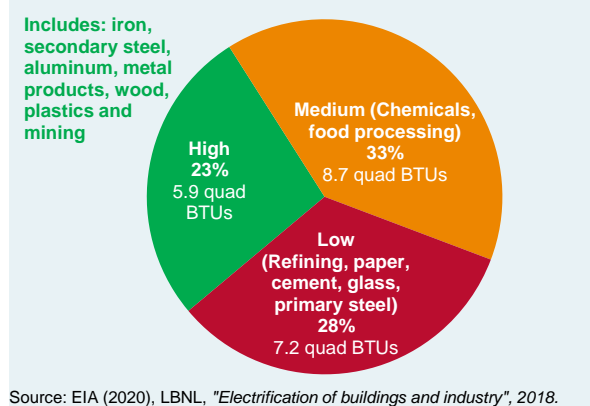 Includes: iron,
secondary steel,
aluminum, metal
products, wood,
plastics and
mining
Medium (Chemicals,
food processing)
33%
8.7 quad BTUs
High
23%
5.9 quad
BTUs
Low
(Refining, paper,
cement, glass,
primary steel)
28%
7.2 quad BTUs
Source: EIA (2020), LBNL, "Electrification of buildings and industry", 2018.